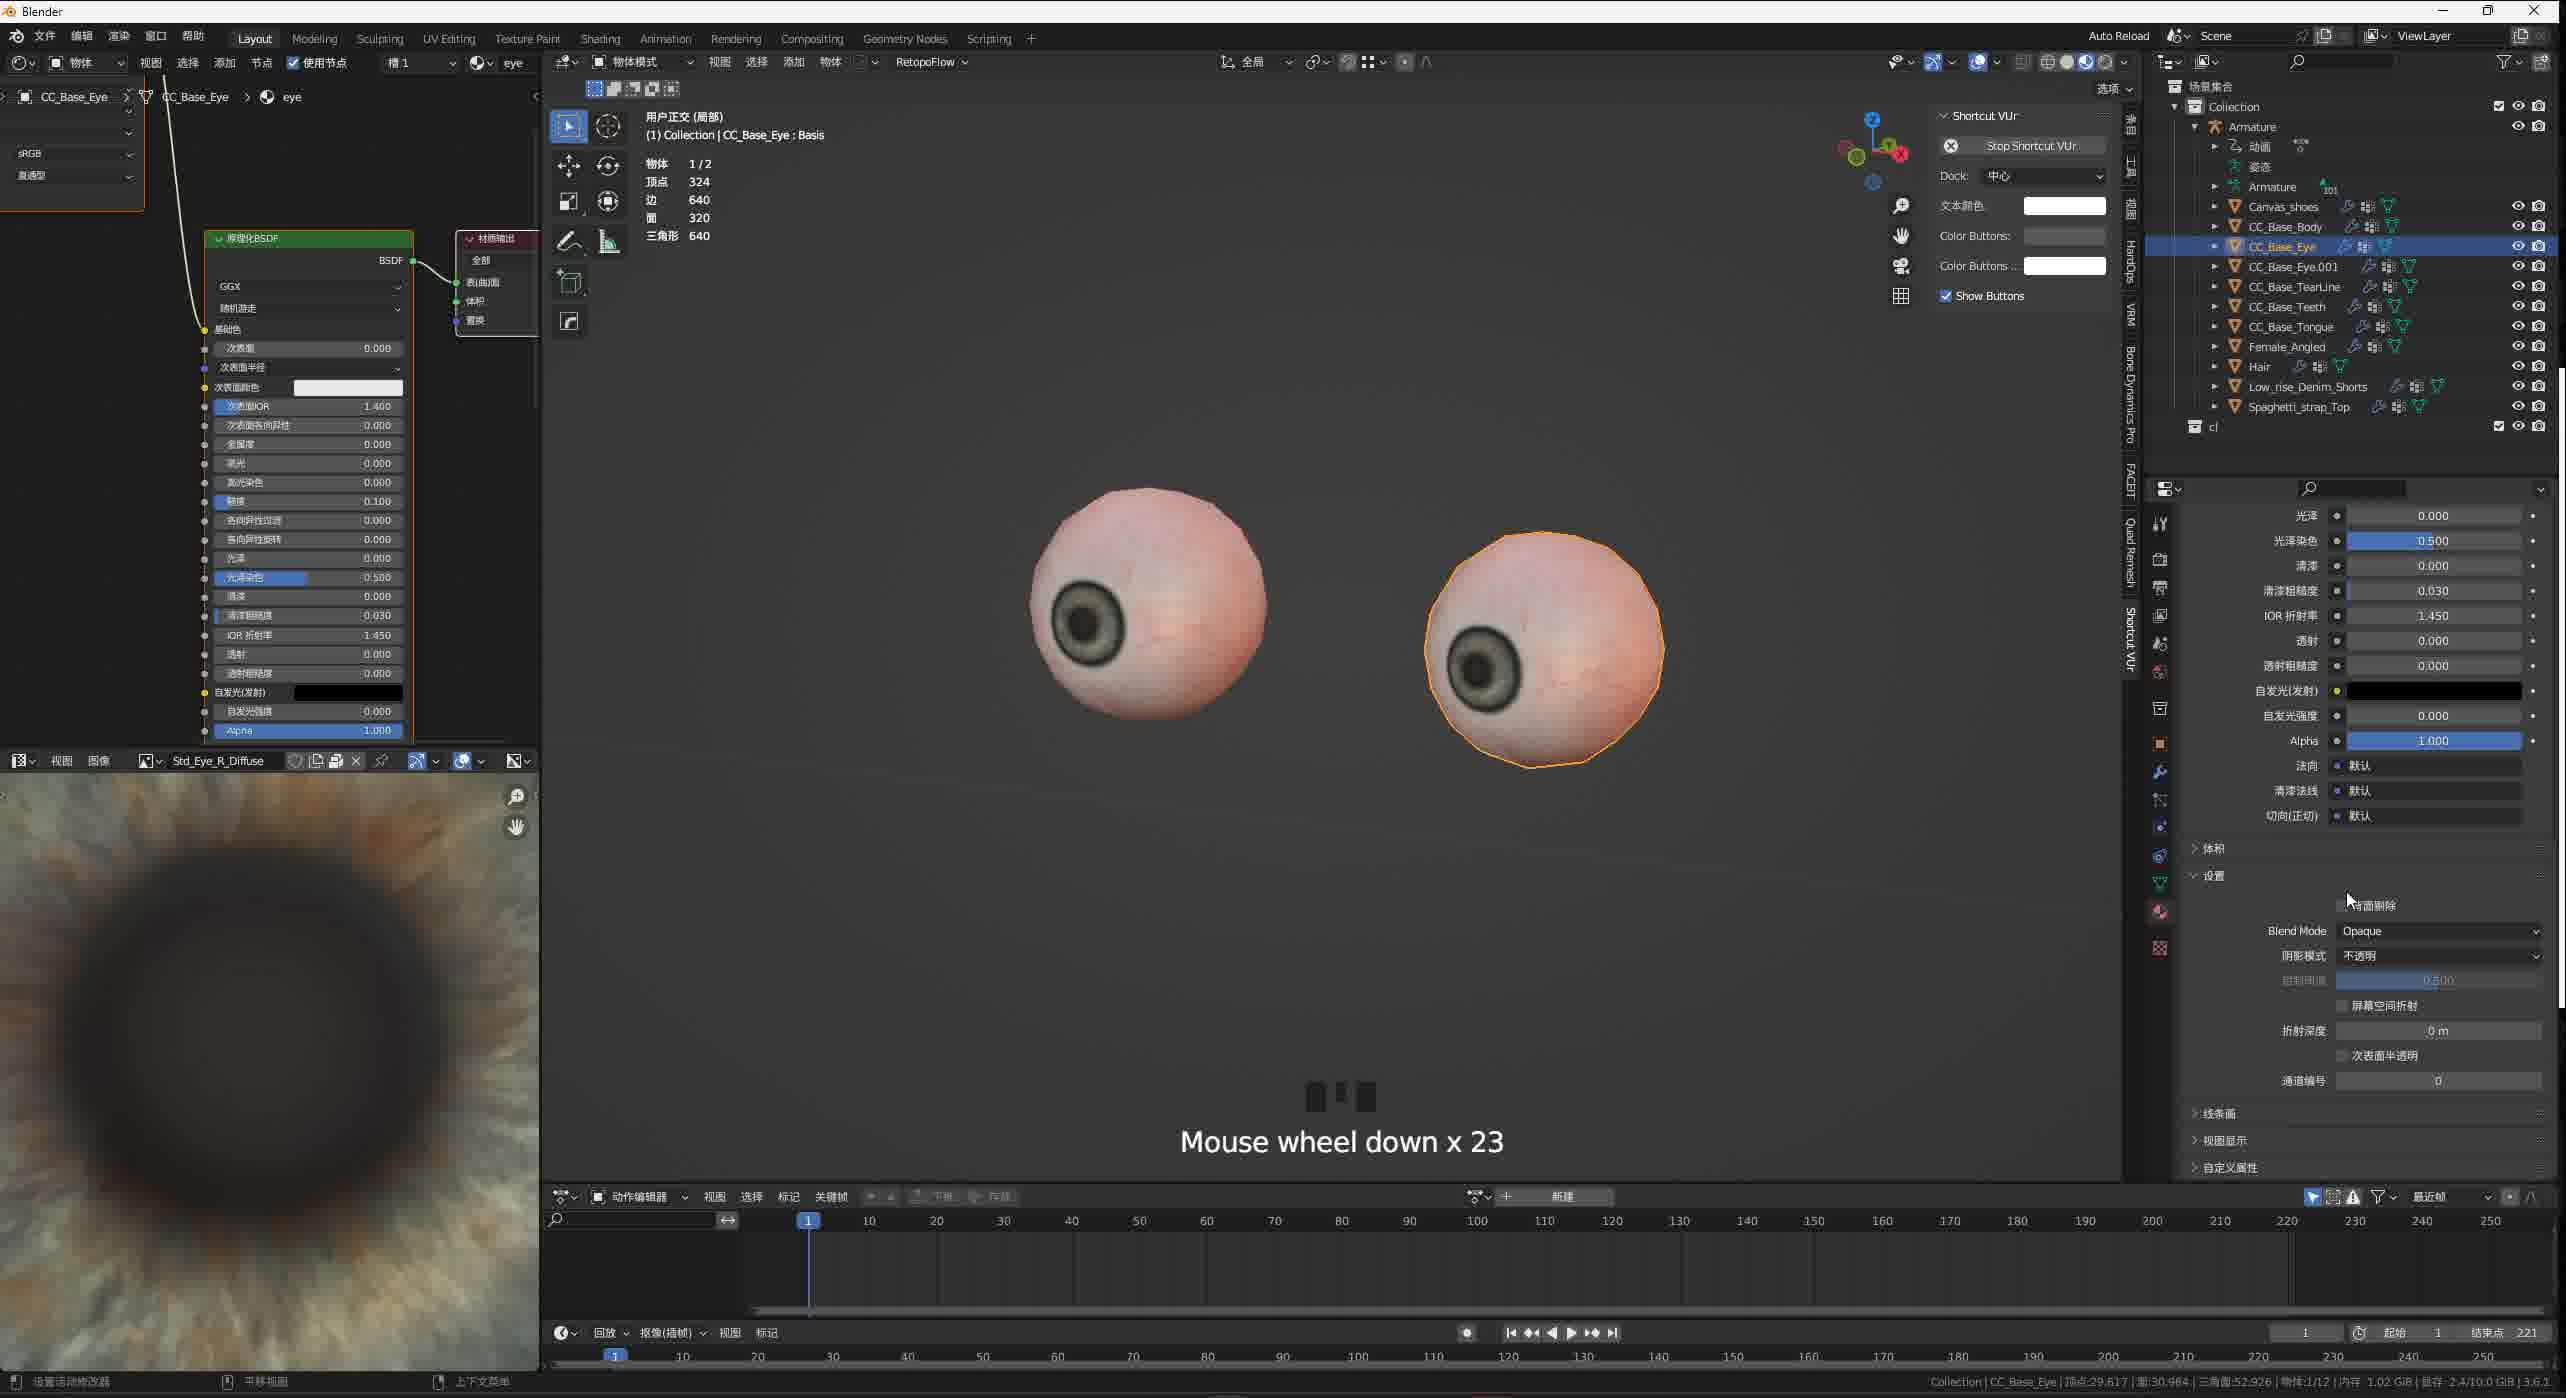 Blender
文件 编辑 渲染 窗口 帮助 Layout Modeling Sculpting UV Editing Texture Paint Shading Animation Rendering Compositing Geometry Nodes Scripting + Auto Reload Scene ViewLayer
物体 视图 选择 添加 节点 使用节点 槽 1 eye
物体模式 视图 选择 添加 物体 RetopoFlow 全局
选项
CC_Base_Eye CC_Base_Eye eye
sRGB
直通型
原理化BSDF
BSDF
GGX
随机游走
基础色
次表面 0.000
次表面半径
次表面颜色
次表面IOR 1.400
次表面各向异性 0.000
金属度 0.000
高光 0.000
高光染色 0.000
糙度 0.100
各向异性过滤 0.000
各向异性旋转 0.000
光泽 0.000
光泽染色 0.500
清漆 0.000
清漆粗糙度 0.030
IOR 折射率 1.450
透射 0.000
透射粗糙度 0.000
自发光(发射)
自发光强度 0.000
Alpha 1.000
材质输出
全部
表(曲)面
体积
置换
视图 图像 Std_Eye_R_Diffuse
用户正交 (局部)
(1) Collection | CC_Base_Eye : Basis
物体 1 / 2
顶点 324
边 640
面 320
三角形 640
Shortcut VUr
Stop Shortcut VUr
Dock: 中心
文本颜色
Color Buttons:
Color Buttons ..
Show Buttons
条目
工具
视图
HardOps
VRM
Bone Dynamics Pro
FACEIT
Quad Remesh
Shortcut VUr
Mouse wheel down x 23
场景集合
Collection
Armature
动画
姿态
Armature 101
Canvas_shoes
CC_Base_Body
CC_Base_Eye
CC_Base_Eye.001
CC_Base_TearLine
CC_Base_Teeth
CC_Base_Tongue
Female_Angled
Hair
Low_rise_Denim_Shorts
Spaghetti_strap_Top
cl
光泽 0.000
光泽染色 0.500
清漆 0.000
清漆粗糙度 0.030
IOR 折射率 1.450
透射 0.000
透射粗糙度 0.000
自发光(发射)
自发光强度 0.000
Alpha 1.000
法向 默认
清漆法线 默认
切向(正切) 默认
体积
设置
背面剔除
Blend Mode Opaque
阴影模式 不透明
钳制阈值 0.500
屏幕空间折射
折射深度 0 m
次表面半透明
通道编号 0
线条画
视图显示
自定义属性
动作编辑器 视图 选择 标记 关键帧 下推 存放 新建 最近帧
1 10 20 30 40 50 60 70 80 90 100 110 120 130 140 150 160 170 180 190 200 210 220 230 240 250
回放 抠像(插帧) 视图 标记 1 起始 1 结束点 221
1 10 20 30 40 50 60 70 80 90 100 110 120 130 140 150 160 170 180 190 200 210 220 230 240 250
设置活动修改器 平移视图 上下文菜单 Collection | CC_Base_Eye | 顶点:29,617 | 面:30,964 | 三角面:52,926 | 物体:1/12 | 内存: 1.02 GiB | 显存: 2.4/10.0 GiB | 3.6.1